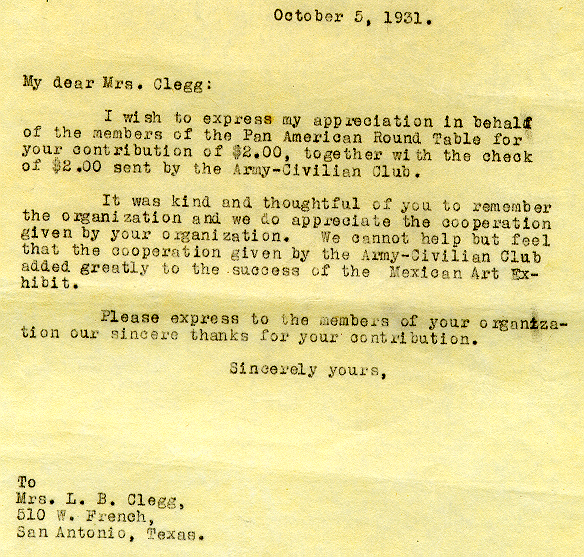 October 5, 1931.
My dear Mrs. Clegg:
I wish to express my appreciation in behalf
of the members of the Pan American Round Table for
your contribution of $2.00, together with the check
of $2.00 sent by the Army-Civilian Club.
It was kind and thoughtful of you to remember
the organization and we do appreciate the cooperation
given by your organization. We cannot help but feel
that the cooperation given by the Army-Civilian Club
added greatly to the success of the Mexican Art Ex-
hibit.
Please express to the members of your organiza-
tion our sincere thanks for your contribution.
Sincerely yours,
To
Mrs. L. B. Clegg,
510 W. French,
San Antonio, Texas.